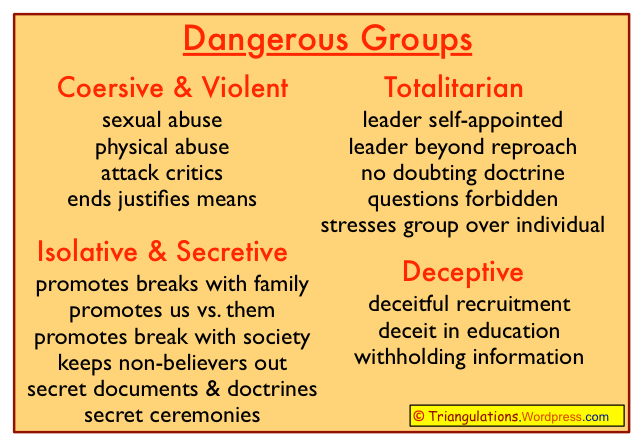 Dangerous Groups
Coersive & Violent
sexual abuse
physical abuse
attack critics
ends justifies means
Isolative & Secretive
promotes breaks with family
promotes us vs. them
promotes break with society
keeps non-believers out
secret documents & doctrines
secret ceremonies
Totalitarian
leader self-appointed
leader beyond reproach
no doubting doctrine
questions forbidden
stresses group over individual
Deceptive
deceitful recruitment
deceit in education
withholding information
© Triangulations.Wordpress.com